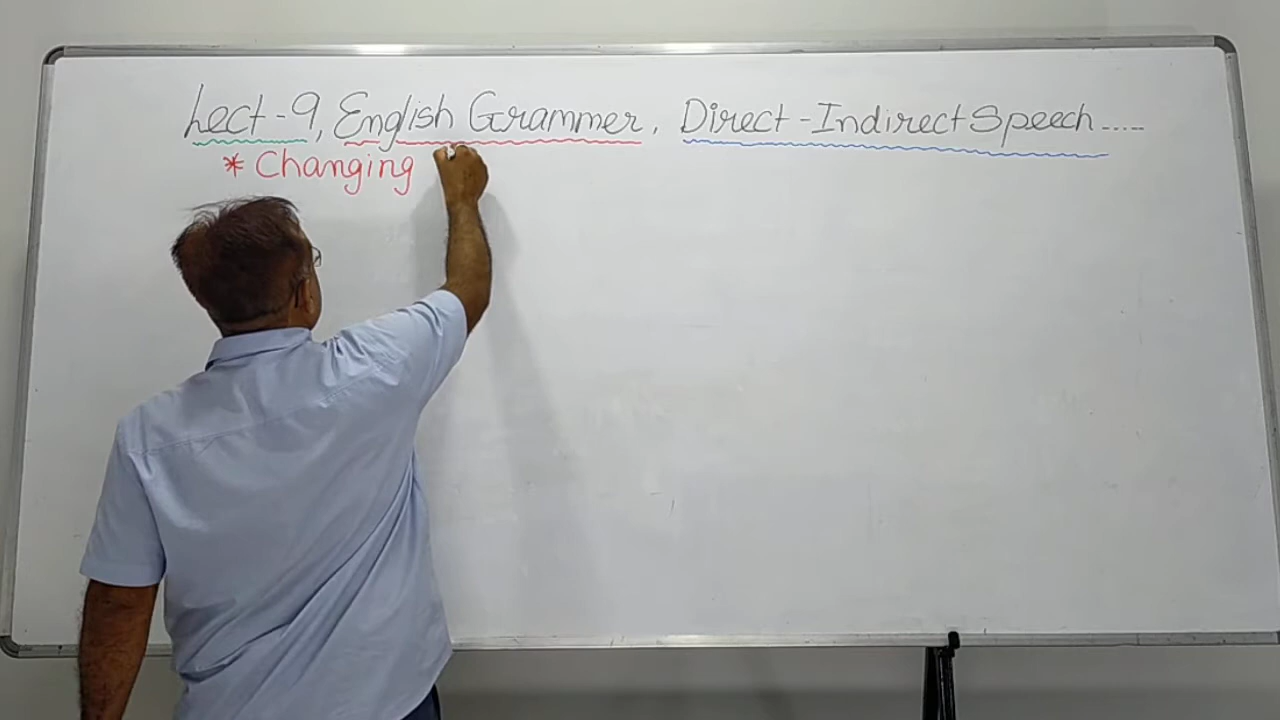 Lect-9, English Grammer, Direct-Indirect Speech.....
* Changing